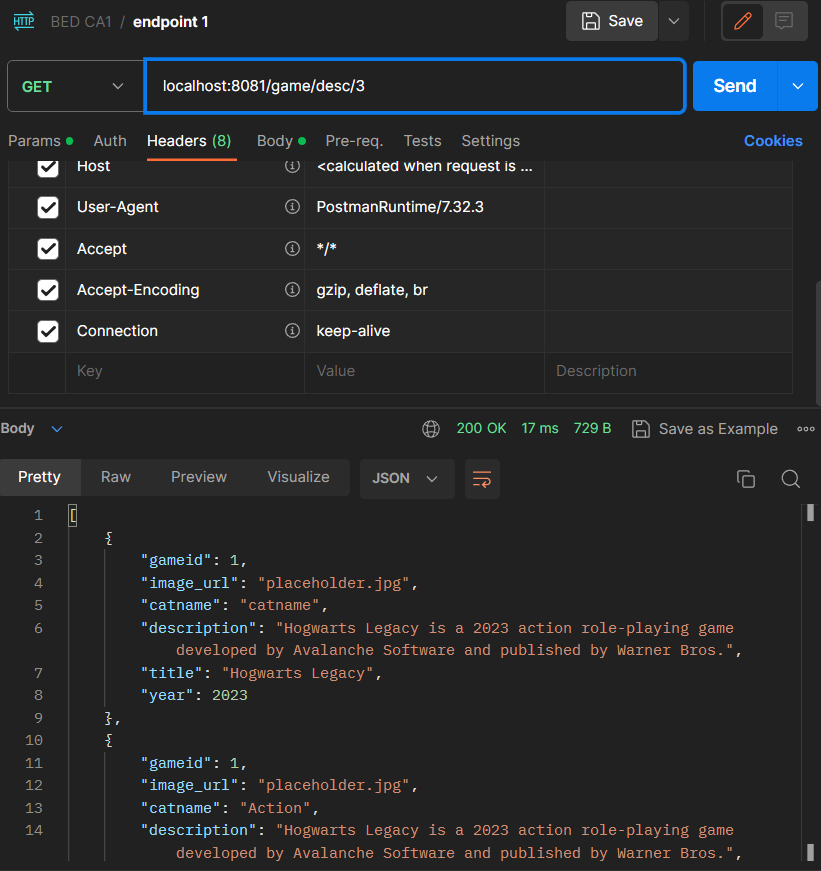 HTTP BED CA1 / endpoint 1 Save
GET localhost:8081/game/desc/3 Send
Params Auth Headers (8) Body Pre-req. Tests Settings Cookies
Host <calculated when request is ...
User-Agent PostmanRuntime/7.32.3
Accept */*
Accept-Encoding gzip, deflate, br
Connection keep-alive
Key Value Description
Body 200 OK 17 ms 729 B Save as Example
Pretty Raw Preview Visualize JSON
1 [
2 {
3 "gameid": 1,
4 "image_url": "placeholder.jpg",
5 "catname": "catname",
6 "description": "Hogwarts Legacy is a 2023 action role-playing game
developed by Avalanche Software and published by Warner Bros.",
7 "title": "Hogwarts Legacy",
8 "year": 2023
9 },
10 {
11 "gameid": 1,
12 "image_url": "placeholder.jpg",
13 "catname": "Action",
14 "description": "Hogwarts Legacy is a 2023 action role-playing game
developed by Avalanche Software and published by Warner Bros.",